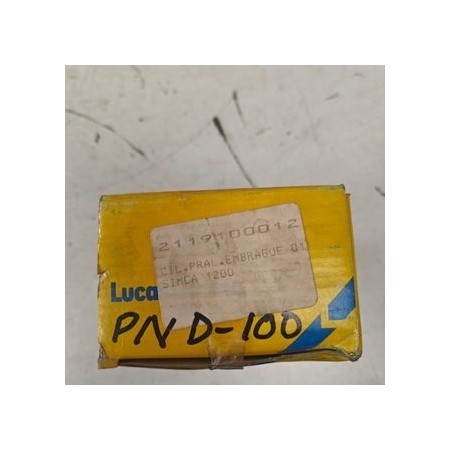 2119100012
CIL.PRAL.EMBRAGUE 01
SIMCA 1200
Luca
PN D-100